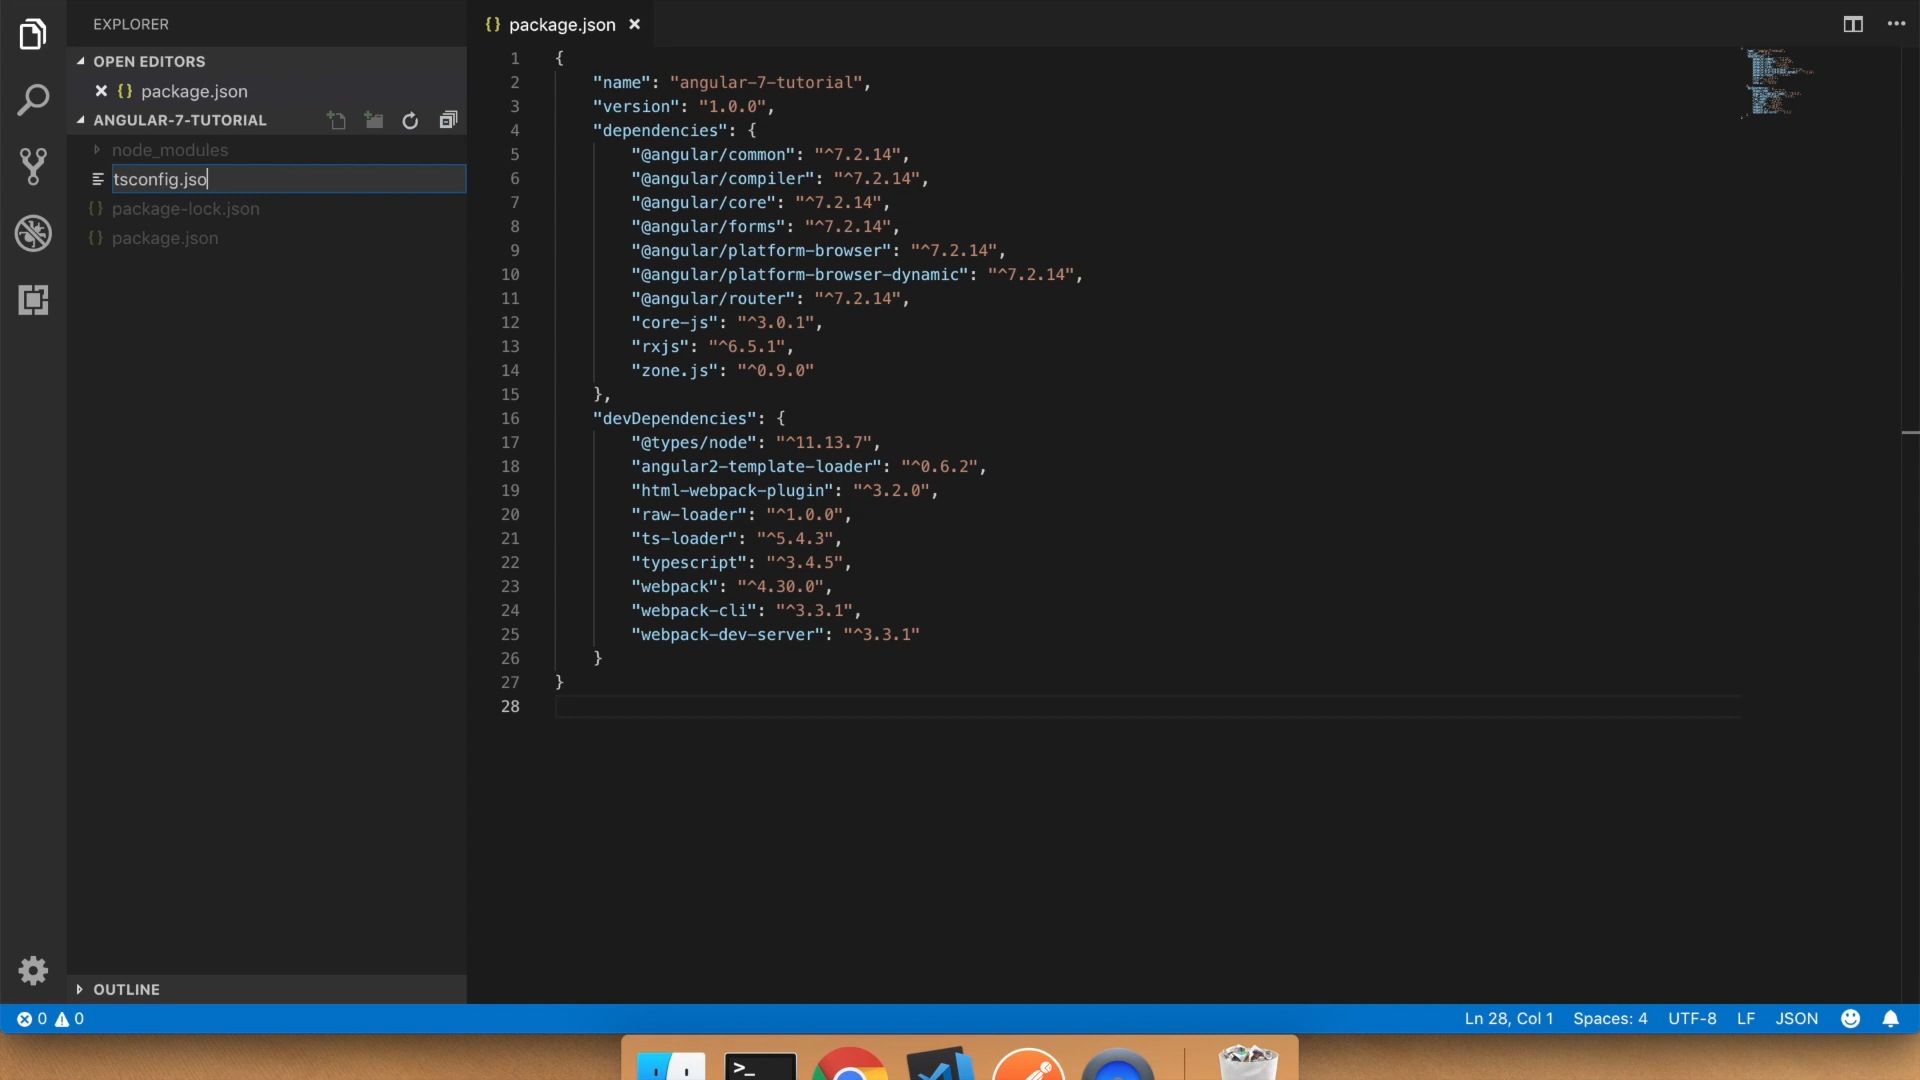 EXPLORER
OPEN EDITORS
{} package.json
ANGULAR-7-TUTORIAL
node_modules
tsconfig.jso
{} package-lock.json
{} package.json
OUTLINE
{} package.json
1 {
2 "name": "angular-7-tutorial",
3 "version": "1.0.0",
4 "dependencies": {
5 "@angular/common": "^7.2.14",
6 "@angular/compiler": "^7.2.14",
7 "@angular/core": "^7.2.14",
8 "@angular/forms": "^7.2.14",
9 "@angular/platform-browser": "^7.2.14",
10 "@angular/platform-browser-dynamic": "^7.2.14",
11 "@angular/router": "^7.2.14",
12 "core-js": "^3.0.1",
13 "rxjs": "^6.5.1",
14 "zone.js": "^0.9.0"
15 },
16 "devDependencies": {
17 "@types/node": "^11.13.7",
18 "angular2-template-loader": "^0.6.2",
19 "html-webpack-plugin": "^3.2.0",
20 "raw-loader": "^1.0.0",
21 "ts-loader": "^5.4.3",
22 "typescript": "^3.4.5",
23 "webpack": "^4.30.0",
24 "webpack-cli": "^3.3.1",
25 "webpack-dev-server": "^3.3.1"
26 }
27 }
28
0 0
Ln 28, Col 1 Spaces: 4 UTF-8 LF JSON
>_